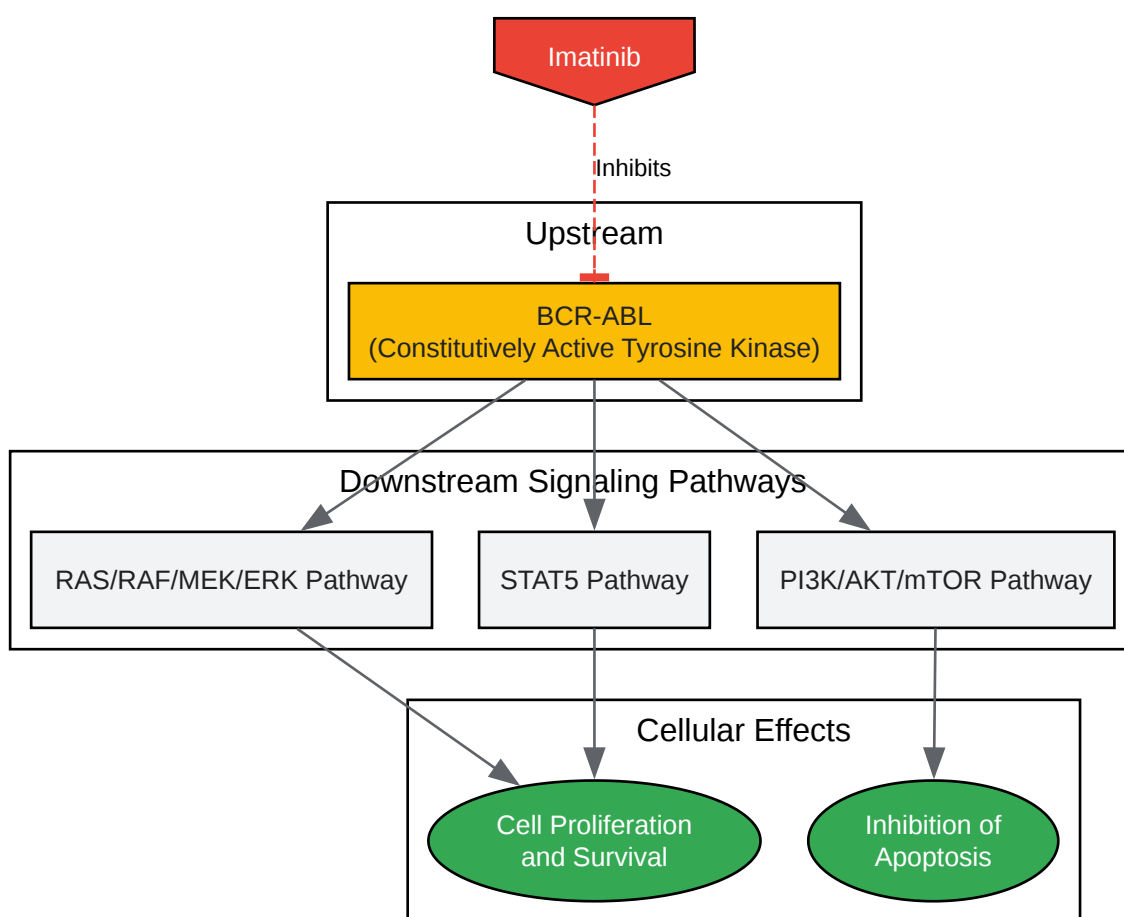 Imatinib
Inhibits
Upstream
BCR-ABL
(Constitutively Active Tyrosine Kinase)
Downstream Signaling Pathways
RAS/RAF/MEK/ERK Pathway
STAT5 Pathway
PI3K/AKT/mTOR Pathway
Cellular Effects
Cell Proliferation
and Survival
Inhibition of
Apoptosis